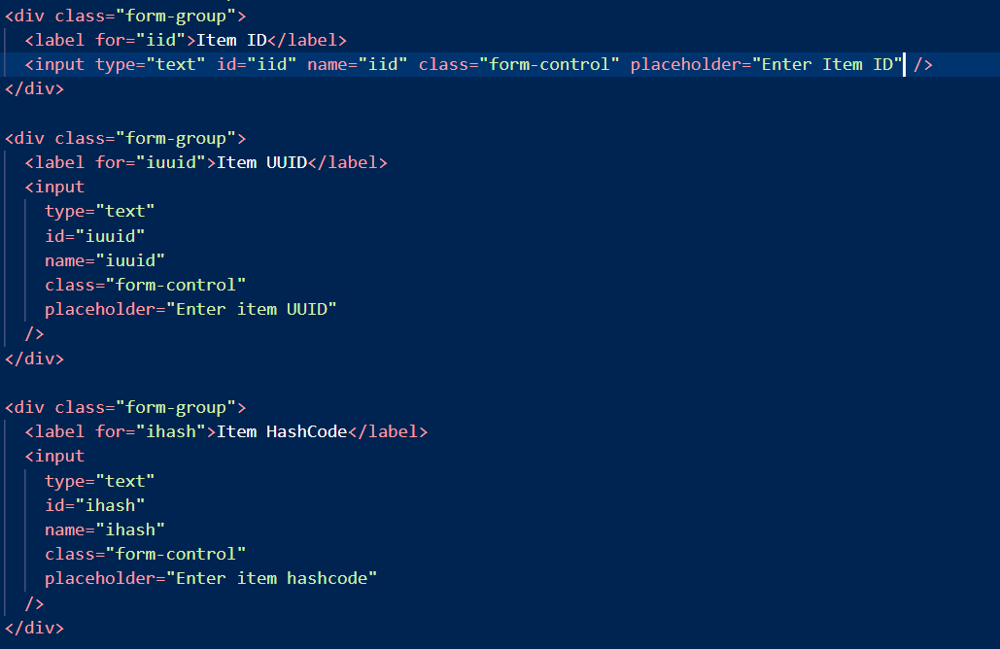 <div class="form-group">
<label for="iid">Item ID</label>
<input type="text" id="iid" name="iid" class="form-control" placeholder="Enter Item ID" />
</div>
<div class="form-group">
<label for="iuuid">Item UUID</label>
<input
type="text"
id="iuuid"
name="iuuid"
class="form-control"
placeholder="Enter item UUID"
/>
</div>
<div class="form-group">
<label for="ihash">Item HashCode</label>
<input
type="text"
id="ihash"
name="ihash"
class="form-control"
placeholder="Enter item hashcode"
/>
</div>